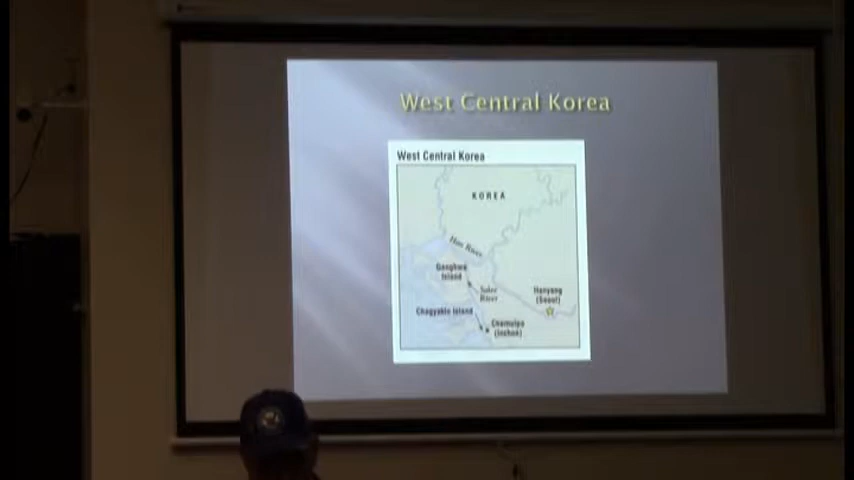 West Central Korea
West Central Korea
KOREA
Han River
Ganghwa
Island
Salee
River
Hanyang
(Seoul)
Chagyakto Island
Chemulpo
(Inchon)